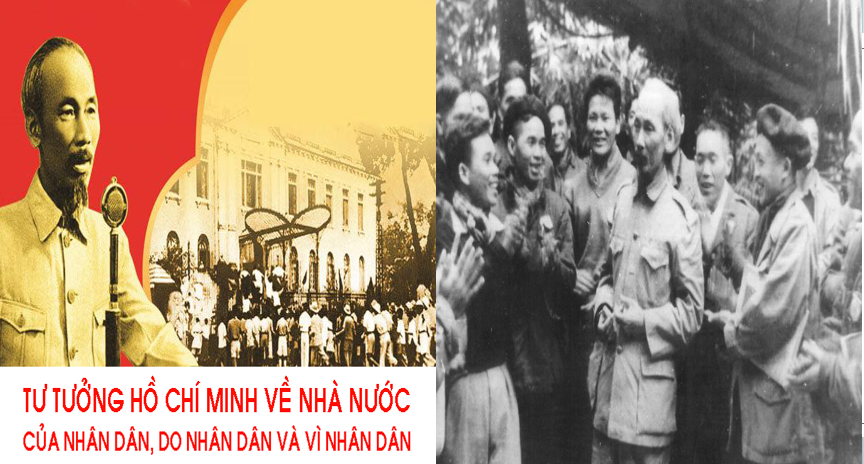 TƯ TƯỞNG HỒ CHÍ MINH VỀ NHÀ NƯỚC
CỦA NHÂN DÂN, DO NHÂN DÂN VÀ VÌ NHÂN DÂN